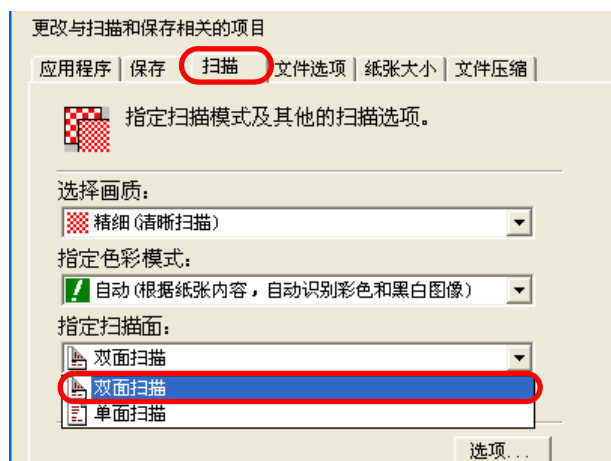 更改与扫描和保存相关的项目
应用程序 保存 扫描 文件选项 纸张大小 文件压缩
指定扫描模式及其他的扫描选项。
选择画质：
精细(清晰扫描)
指定色彩模式：
自动(根据纸张内容，自动识别彩色和黑白图像)
指定扫描面：
双面扫描
双面扫描
单面扫描
选项...